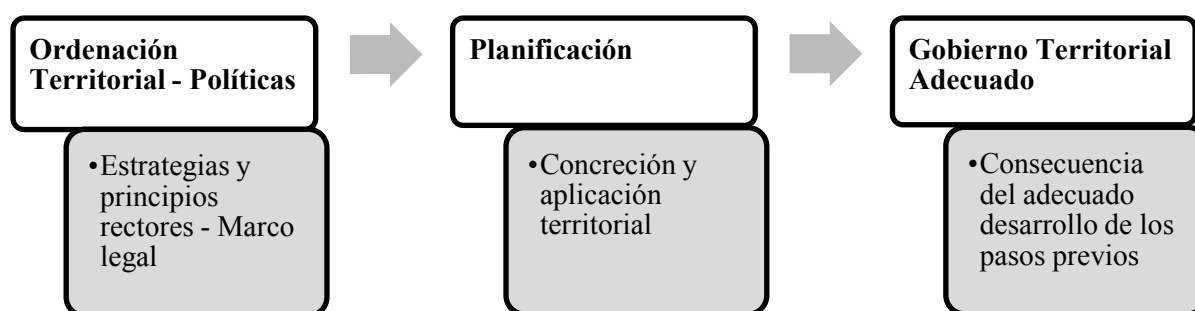 Ordenación
Territorial - Políticas
•Estrategias y
principios
rectores - Marco
legal
Planificación
•Concreción y
aplicación
territorial
Gobierno Territorial
Adecuado
•Consecuencia
del adecuado
desarrollo de los
pasos previos